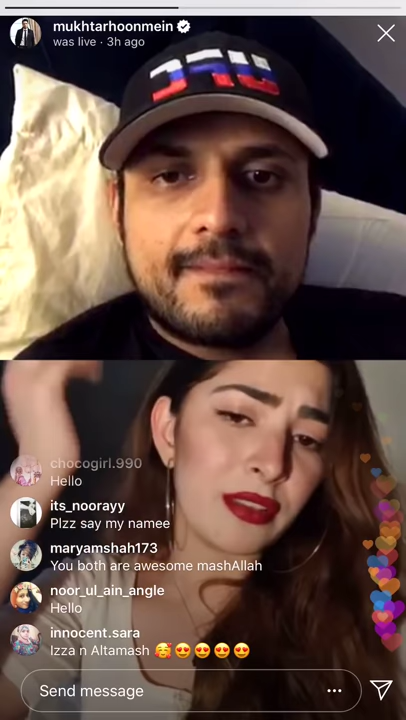 mukhtarhoonmein
was live · 3h ago
chocogirl.990
Hello
its_noorayy
Plzz say my namee
maryamshah173
You both are awesome mashAllah
noor_ul_ain_angle
Hello
innocent.sara
Izza n Altamash 🥰😍😍😍😍
Send message